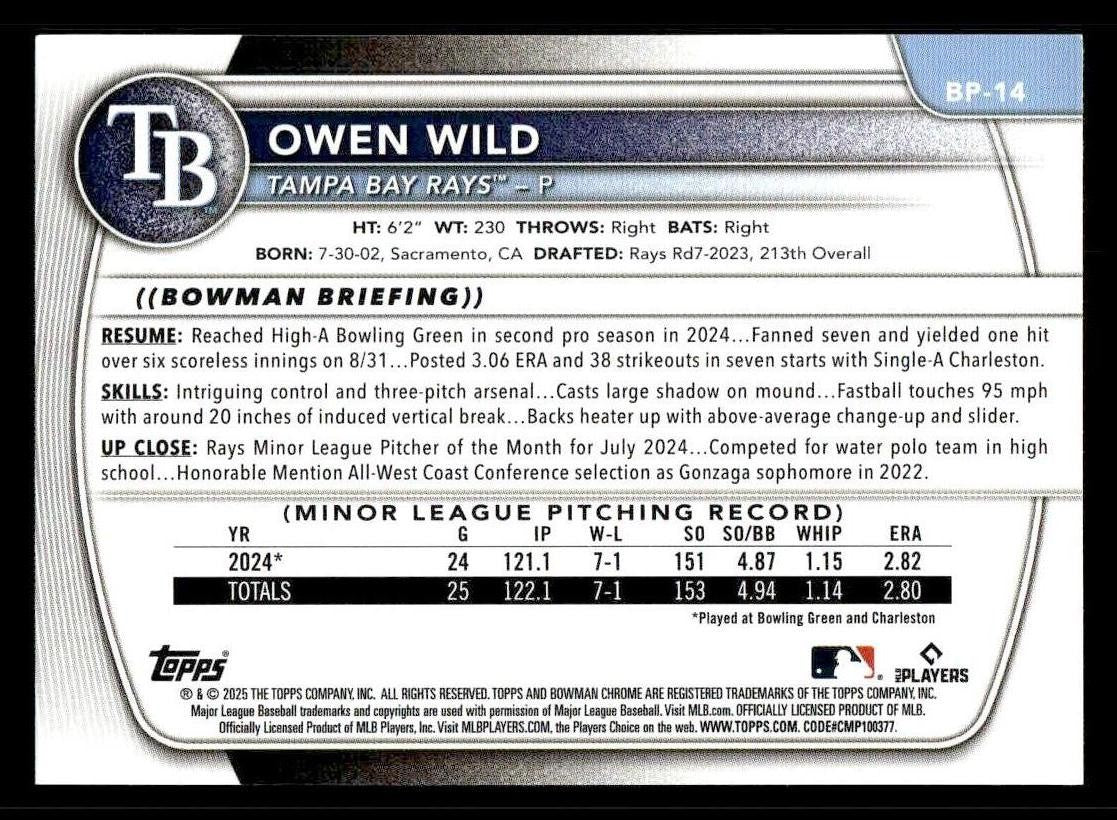 BP-14
TB
OWEN WILD
TAMPA BAY RAYS™ – P
HT: 6'2" WT: 230 THROWS: Right BATS: Right
BORN: 7-30-02, Sacramento, CA DRAFTED: Rays Rd7-2023, 213th Overall
((BOWMAN BRIEFING))
RESUME: Reached High-A Bowling Green in second pro season in 2024...Fanned seven and yielded one hit
over six scoreless innings on 8/31...Posted 3.06 ERA and 38 strikeouts in seven starts with Single-A Charleston.
SKILLS: Intriguing control and three-pitch arsenal...Casts large shadow on mound...Fastball touches 95 mph
with around 20 inches of induced vertical break...Backs heater up with above-average change-up and slider.
UP CLOSE: Rays Minor League Pitcher of the Month for July 2024...Competed for water polo team in high
school...Honorable Mention All-West Coast Conference selection as Gonzaga sophomore in 2022.
(MINOR LEAGUE PITCHING RECORD)
YR G IP W-L SO SO/BB WHIP ERA
2024* 24 121.1 7-1 151 4.87 1.15 2.82
TOTALS 25 122.1 7-1 153 4.94 1.14 2.80
*Played at Bowling Green and Charleston
Topps®
MLB PLAYERS
® & © 2025 THE TOPPS COMPANY, INC. ALL RIGHTS RESERVED. TOPPS AND BOWMAN CHROME ARE REGISTERED TRADEMARKS OF THE TOPPS COMPANY, INC.
Major League Baseball trademarks and copyrights are used with permission of Major League Baseball. Visit MLB.com. OFFICIALLY LICENSED PRODUCT OF MLB.
Officially Licensed Product of MLB Players, Inc. Visit MLBPLAYERS.COM, the Players Choice on the web. WWW.TOPPS.COM. CODE#CMP100377.